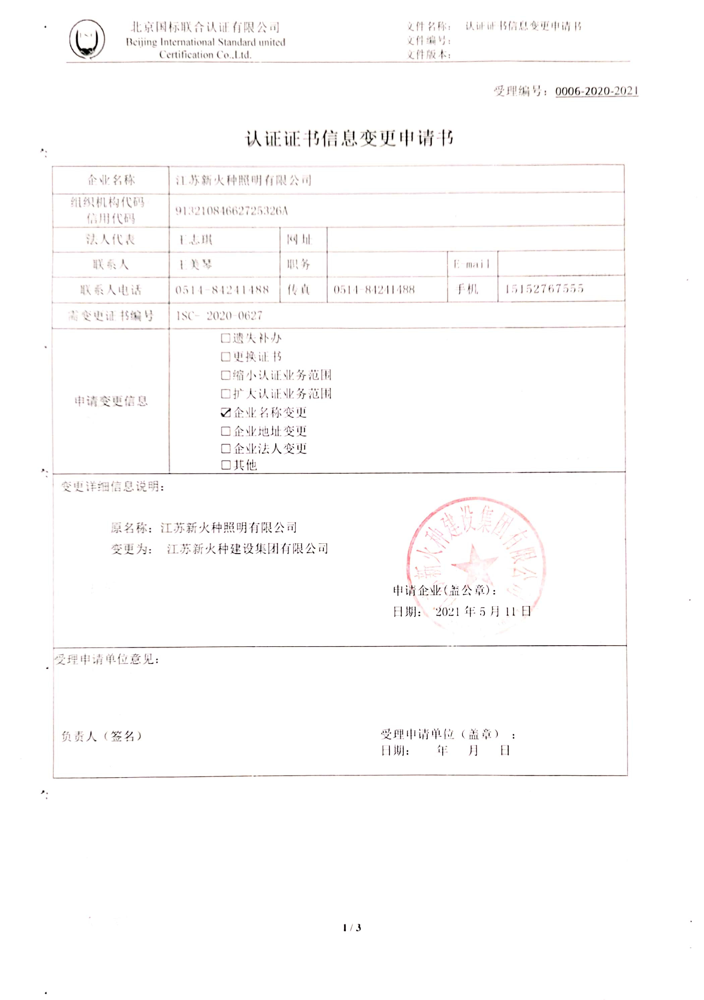 北京国标联合认证有限公司
Beijing International Standard united
Certification Co.,Ltd.
文件名称： 认证证书信息变更申请书
文件编号：
文件版本：
受理编号：0006-2020-2021
认证证书信息变更申请书
企业名称 江苏新火种照明有限公司
组织机构代码/
信用代码 91321084662725326A
法人代表 王志琪 网址
联系人 王美琴 职务 E-mail
联系人电话 0514-84241488 传真 0514-84241488 手机 15152767555
需变更证书编号 ISC- 2020-0627
申请变更信息
□遗失补办
□更换证书
□缩小认证业务范围
□扩大认证业务范围
☑企业名称变更
□企业地址变更
□企业法人变更
□其他
变更详细信息说明：
原名称：江苏新火种照明有限公司
变更为： 江苏新火种建设集团有限公司
江苏新火种建设集团有限公司
申请企业(盖公章)：
日期： 2021 年 5 月 11 日
受理申请单位意见：
负责人（签名）
受理申请单位（盖章）：
日期： 年 月 日
1 / 3